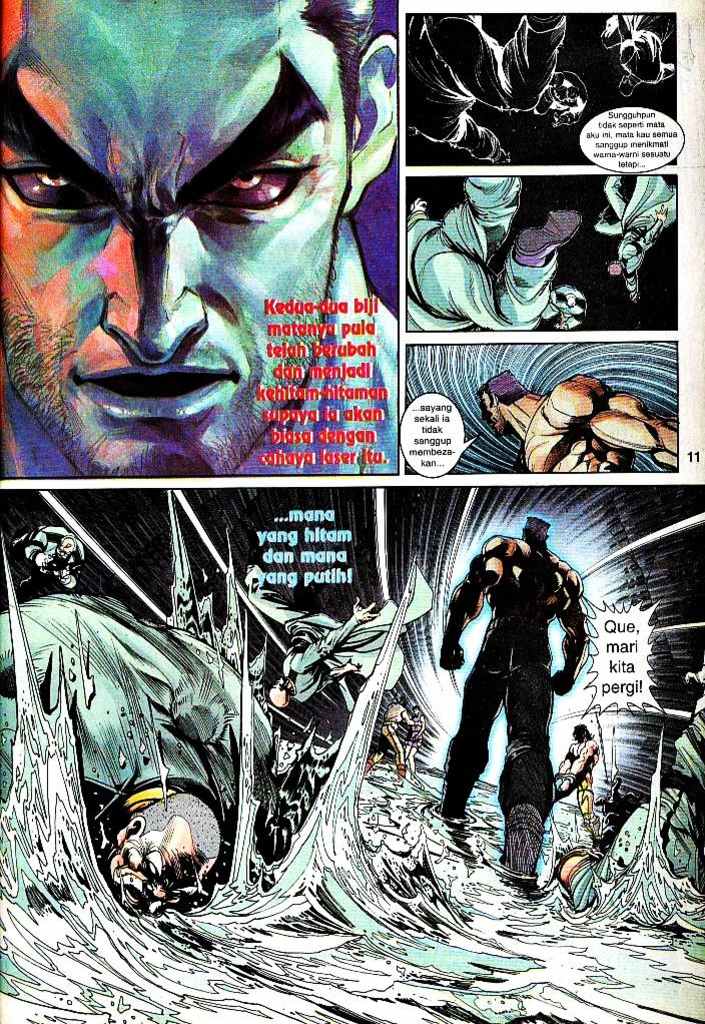 Kedua-dua biji
matanya pula
telah berubah
dan menjadi
kehitam-hitaman
supaya ia akan
biasa dengan
cahaya laser itu.
Sungguhpun
tidak seperti mata
aku ini, mata kau semua
sanggup menikmati
warna-warni sesuatu
tetapi...
...sayang
sekali ia
tidak
sanggup
membeza-
kan...
11
...mana
yang hitam
dan mana
yang putih!
Que,
mari
kita
pergi!